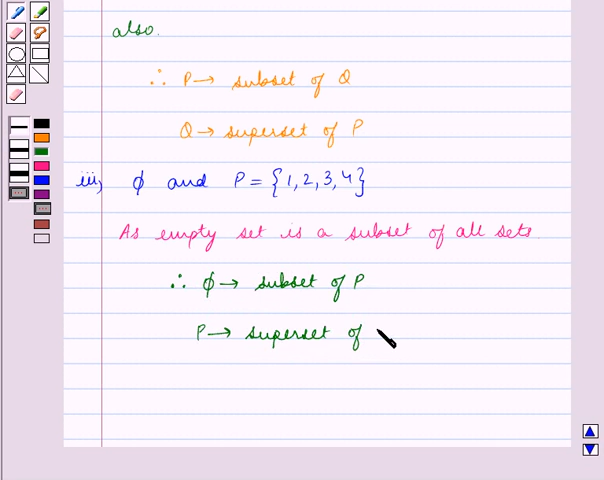 also.
∴ P → subset of Q
Q → superset of P
iii, ϕ and P = {1, 2, 3, 4}
As empty set is a subset of all sets.
∴ ϕ → subset of P
P → superset of